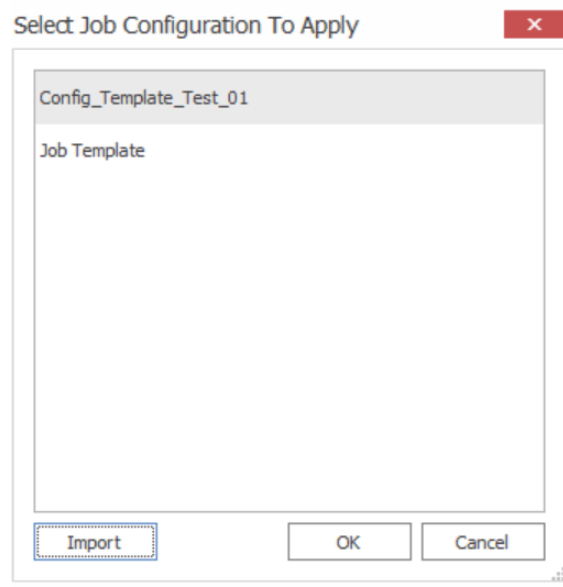 Select Job Configuration To Apply
Config_Template_Test_01
Job Template
Import
OK
Cancel